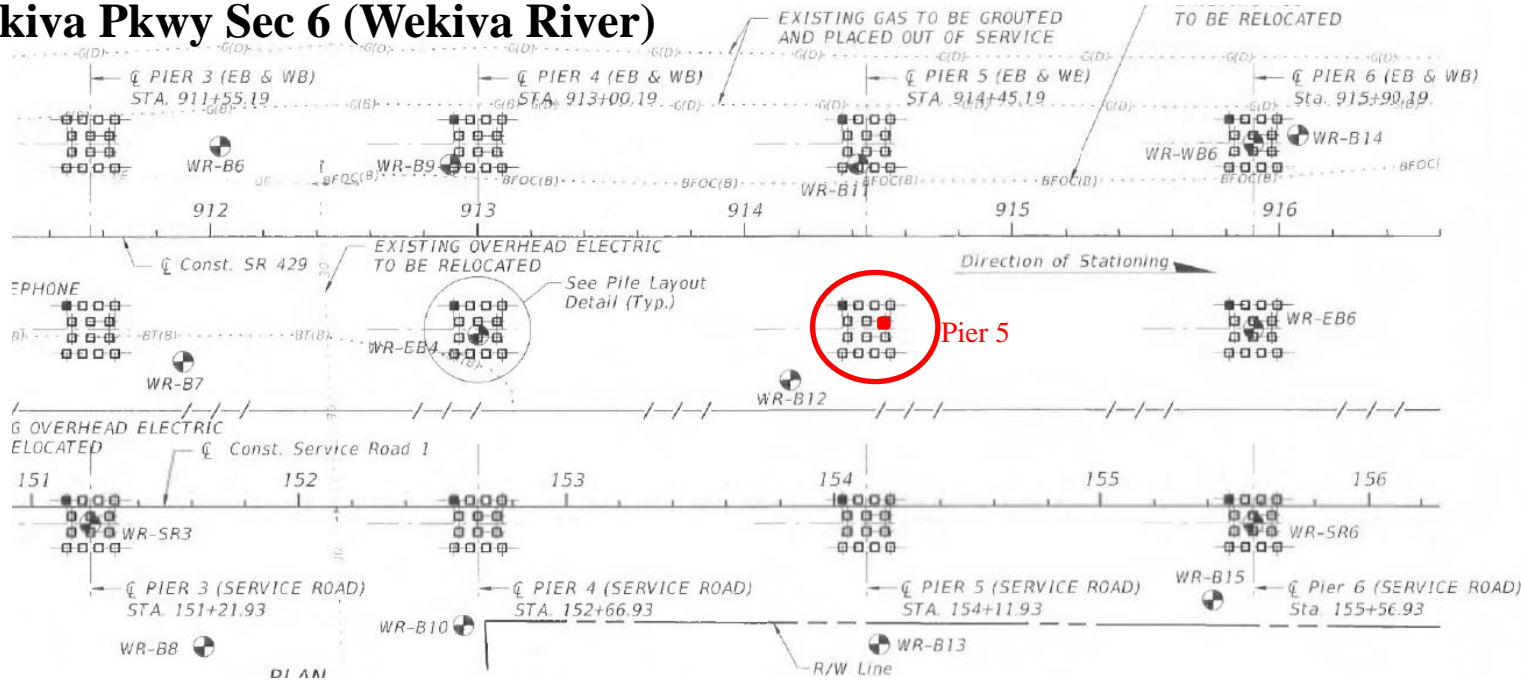 kiva Pkwy Sec 6 (Wekiva River)
EXISTING GAS TO BE GROUTED
AND PLACED OUT OF SERVICE
TO BE RELOCATED
℄ PIER 3 (EB & WB)
STA. 911+55.19
℄ PIER 4 (EB & WB)
STA. 913+00.19
℄ PIER 5 (EB & WB)
STA. 914+45.19
℄ PIER 6 (EB & WB)
Sta. 915+90.19
WR-B6
WR-B9
WR-B11
WR-WB6
WR-B14
BFOC(B)
BFOC(B)
BFOC(B)
BFOC(B)
BFOC(B)
BFOC(
912
913
914
915
916
℄ Const. SR 429
EXISTING OVERHEAD ELECTRIC
TO BE RELOCATED
See Pile Layout
Detail (Typ.)
Direction of Stationing
EPHONE
BT(B)
BT(B)
WR-B7
WR-EB4
WR-B12
Pier 5
WR-EB6
G OVERHEAD ELECTRIC
ELOCATED
℄ Const. Service Road 1
151
152
153
154
155
156
WR-SR3
WR-SR6
℄ PIER 3 (SERVICE ROAD)
STA. 151+21.93
℄ PIER 4 (SERVICE ROAD)
STA. 152+66.93
℄ PIER 5 (SERVICE ROAD)
STA. 154+11.93
WR-B15
℄ Pier 6 (SERVICE ROAD)
Sta. 155+56.93
WR-B8
WR-B10
WR-B13
R/W Line
PLAN